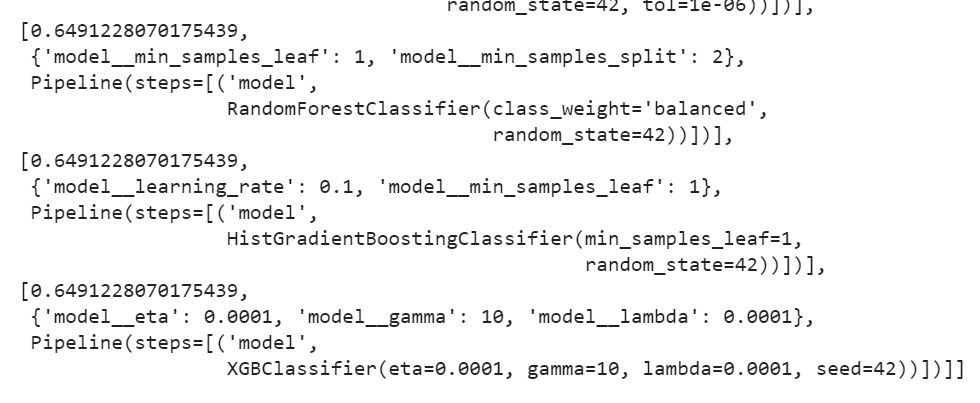 random_state=42, tol=1e-06))])],
[0.6491228070175439,
{'model__min_samples_leaf': 1, 'model__min_samples_split': 2},
Pipeline(steps=[('model',
RandomForestClassifier(class_weight='balanced',
random_state=42))])],
[0.6491228070175439,
{'model__learning_rate': 0.1, 'model__min_samples_leaf': 1},
Pipeline(steps=[('model',
HistGradientBoostingClassifier(min_samples_leaf=1,
random_state=42))])],
[0.6491228070175439,
{'model__eta': 0.0001, 'model__gamma': 10, 'model__lambda': 0.0001},
Pipeline(steps=[('model',
XGBClassifier(eta=0.0001, gamma=10, lambda=0.0001, seed=42))])]]